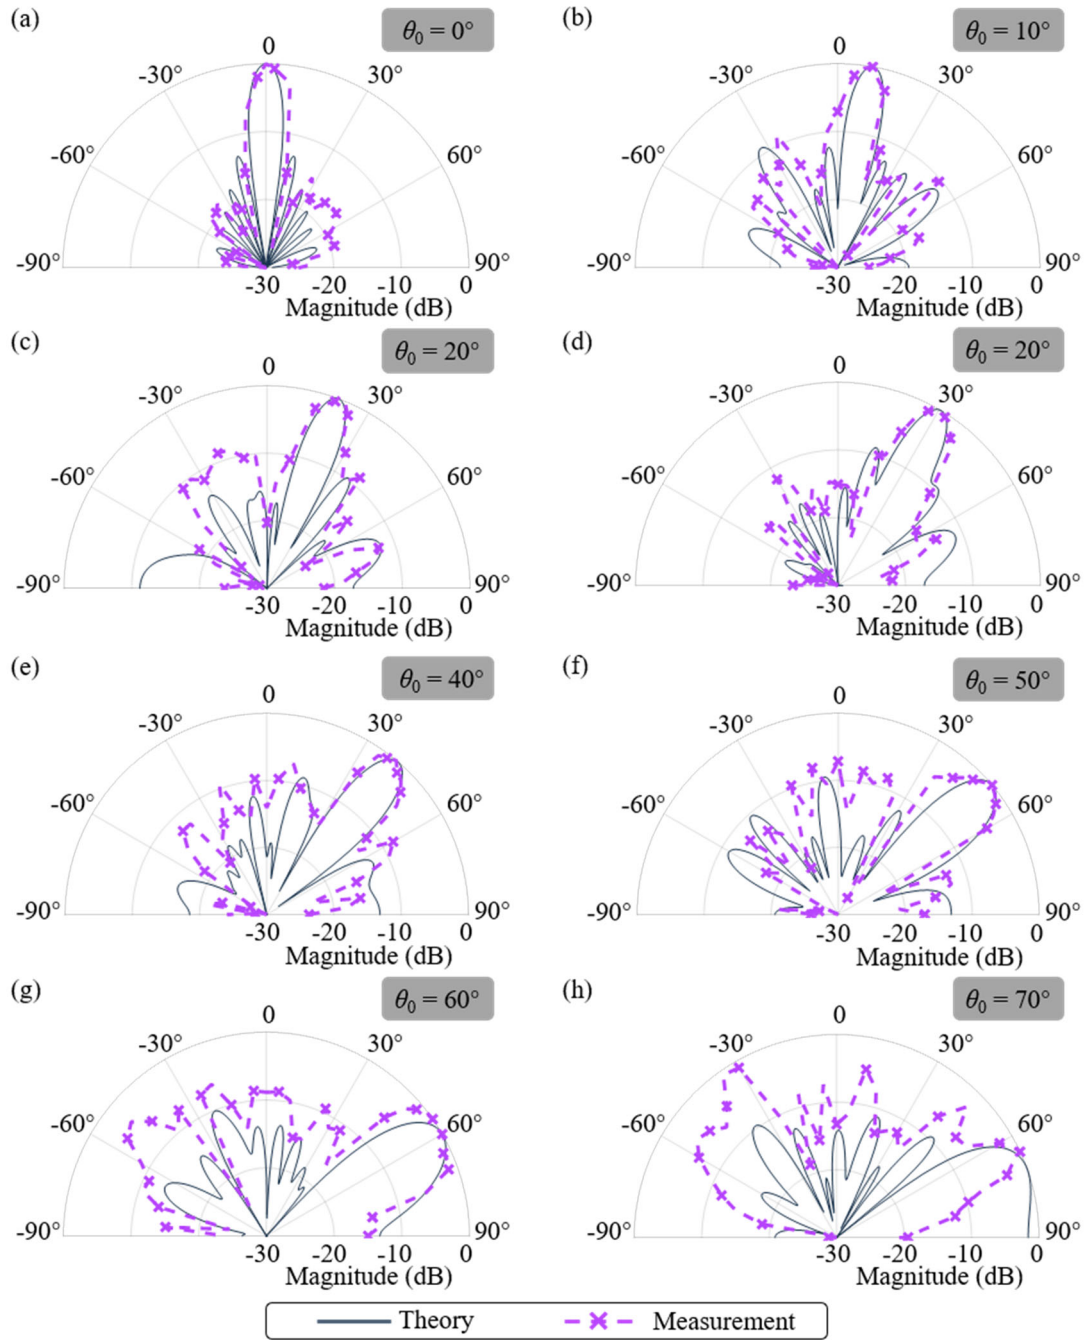 (a)
θ₀ = 0°
0
-30°
30°
-60°
60°
-90°
90°
-30 -20 -10 0
Magnitude (dB)
(b)
θ₀ = 10°
0
-30°
30°
-60°
60°
-90°
90°
-30 -20 -10 0
Magnitude (dB)
(c)
θ₀ = 20°
0
-30°
30°
-60°
60°
-90°
90°
-30 -20 -10 0
Magnitude (dB)
(d)
θ₀ = 20°
0
-30°
30°
-60°
60°
-90°
90°
-30 -20 -10 0
Magnitude (dB)
(e)
θ₀ = 40°
0
-30°
30°
-60°
60°
-90°
90°
-30 -20 -10 0
Magnitude (dB)
(f)
θ₀ = 50°
0
-30°
30°
-60°
60°
-90°
90°
-30 -20 -10 0
Magnitude (dB)
(g)
θ₀ = 60°
0
-30°
30°
-60°
60°
-90°
90°
-30 -20 -10 0
Magnitude (dB)
(h)
θ₀ = 70°
0
-30°
30°
-60°
60°
-90°
90°
-30 -20 -10 0
Magnitude (dB)
Theory Measurement